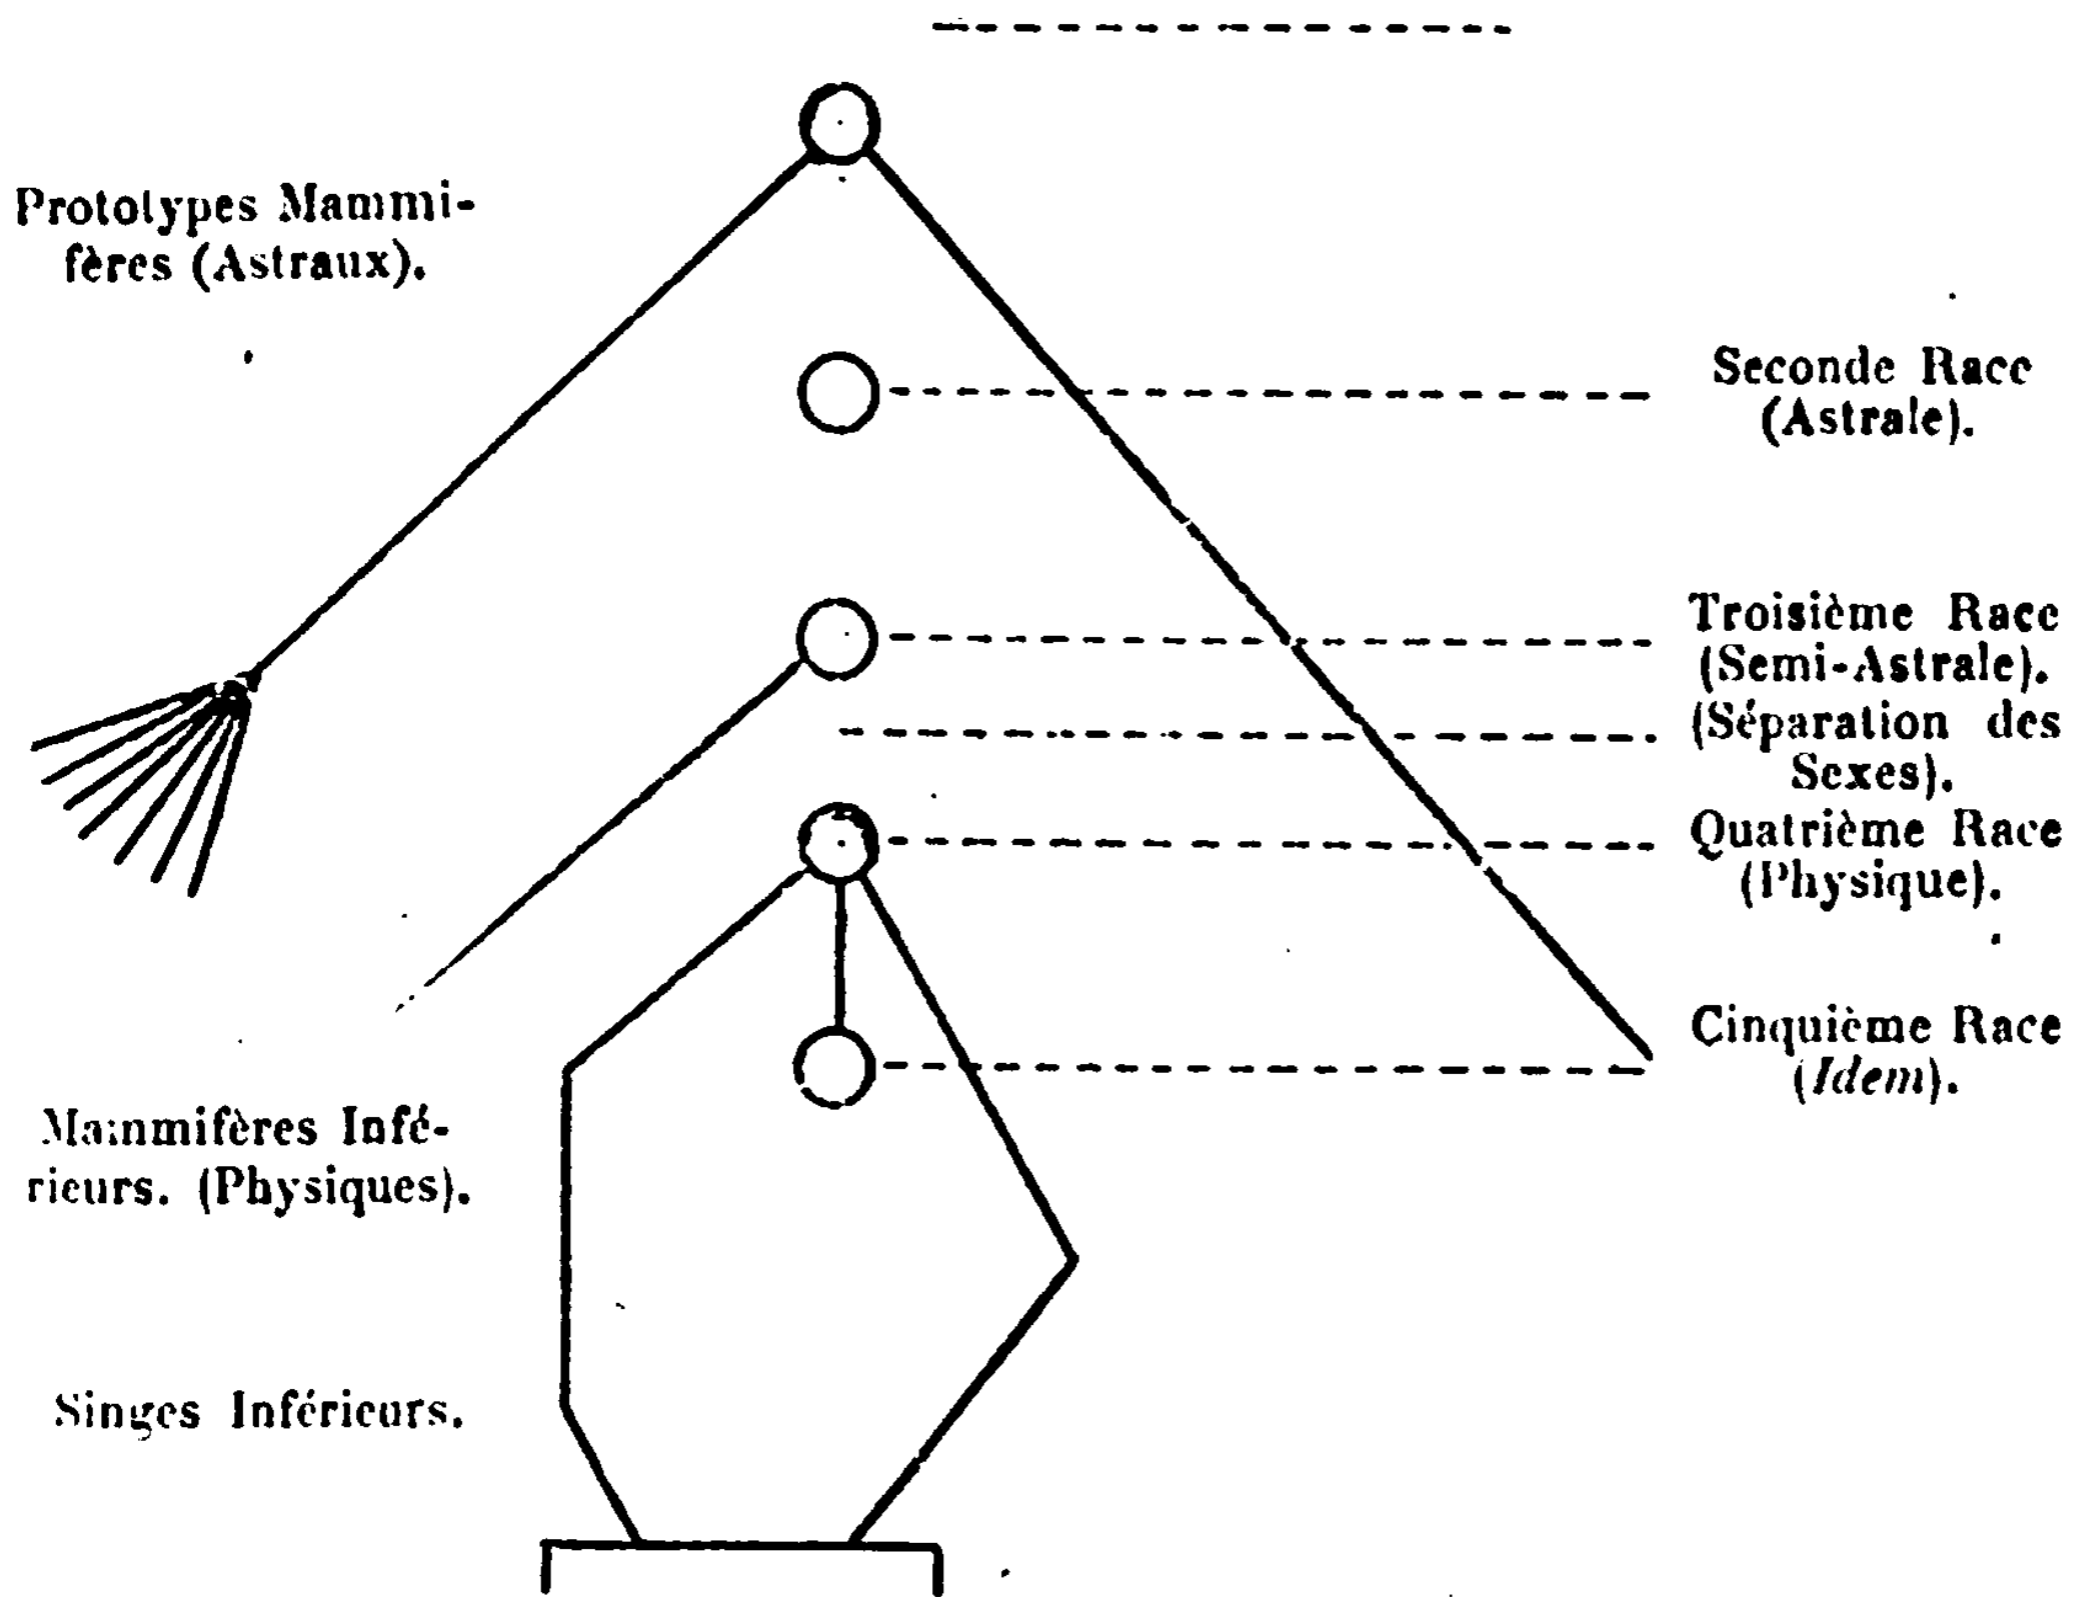 Prototypes Mammi-
fères (Astraux).
Seconde Race
(Astrale).
Troisième Race
(Semi-Astrale).
(Séparation des
Sexes).
Quatrième Race
(Physique).
Cinquième Race
(Idem).
Mammifères Infé-
rieurs. (Physiques).
Singes Inférieurs.